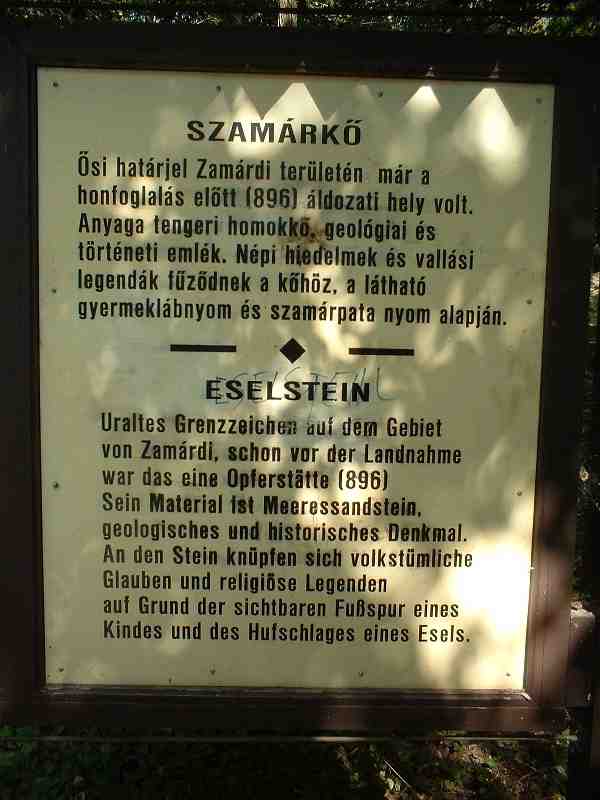 SZAMÁRKŐ
Ősi határjel Zamárdi területén már a
honfoglalás előtt (896) áldozati hely volt.
Anyaga tengeri homokkő, geológiai és
történeti emlék. Népi hiedelmek és vallási
legendák fűződnek a kőhöz, a látható
gyermeklábnyom és szamárpata nyom alapján.
ESELSTEIN
Uraltes Grenzzeichen auf dem Gebiet
von Zamárdi, schon vor der Landnahme
war das eine Opferstätte (896)
Sein Material ist Meeressandstein,
geologisches und historisches Denkmal.
An den Stein knüpfen sich volkstümliche
Glauben und religiöse Legenden
auf Grund der sichtbaren Fußspur eines
Kindes und des Hufschlages eines Esels.